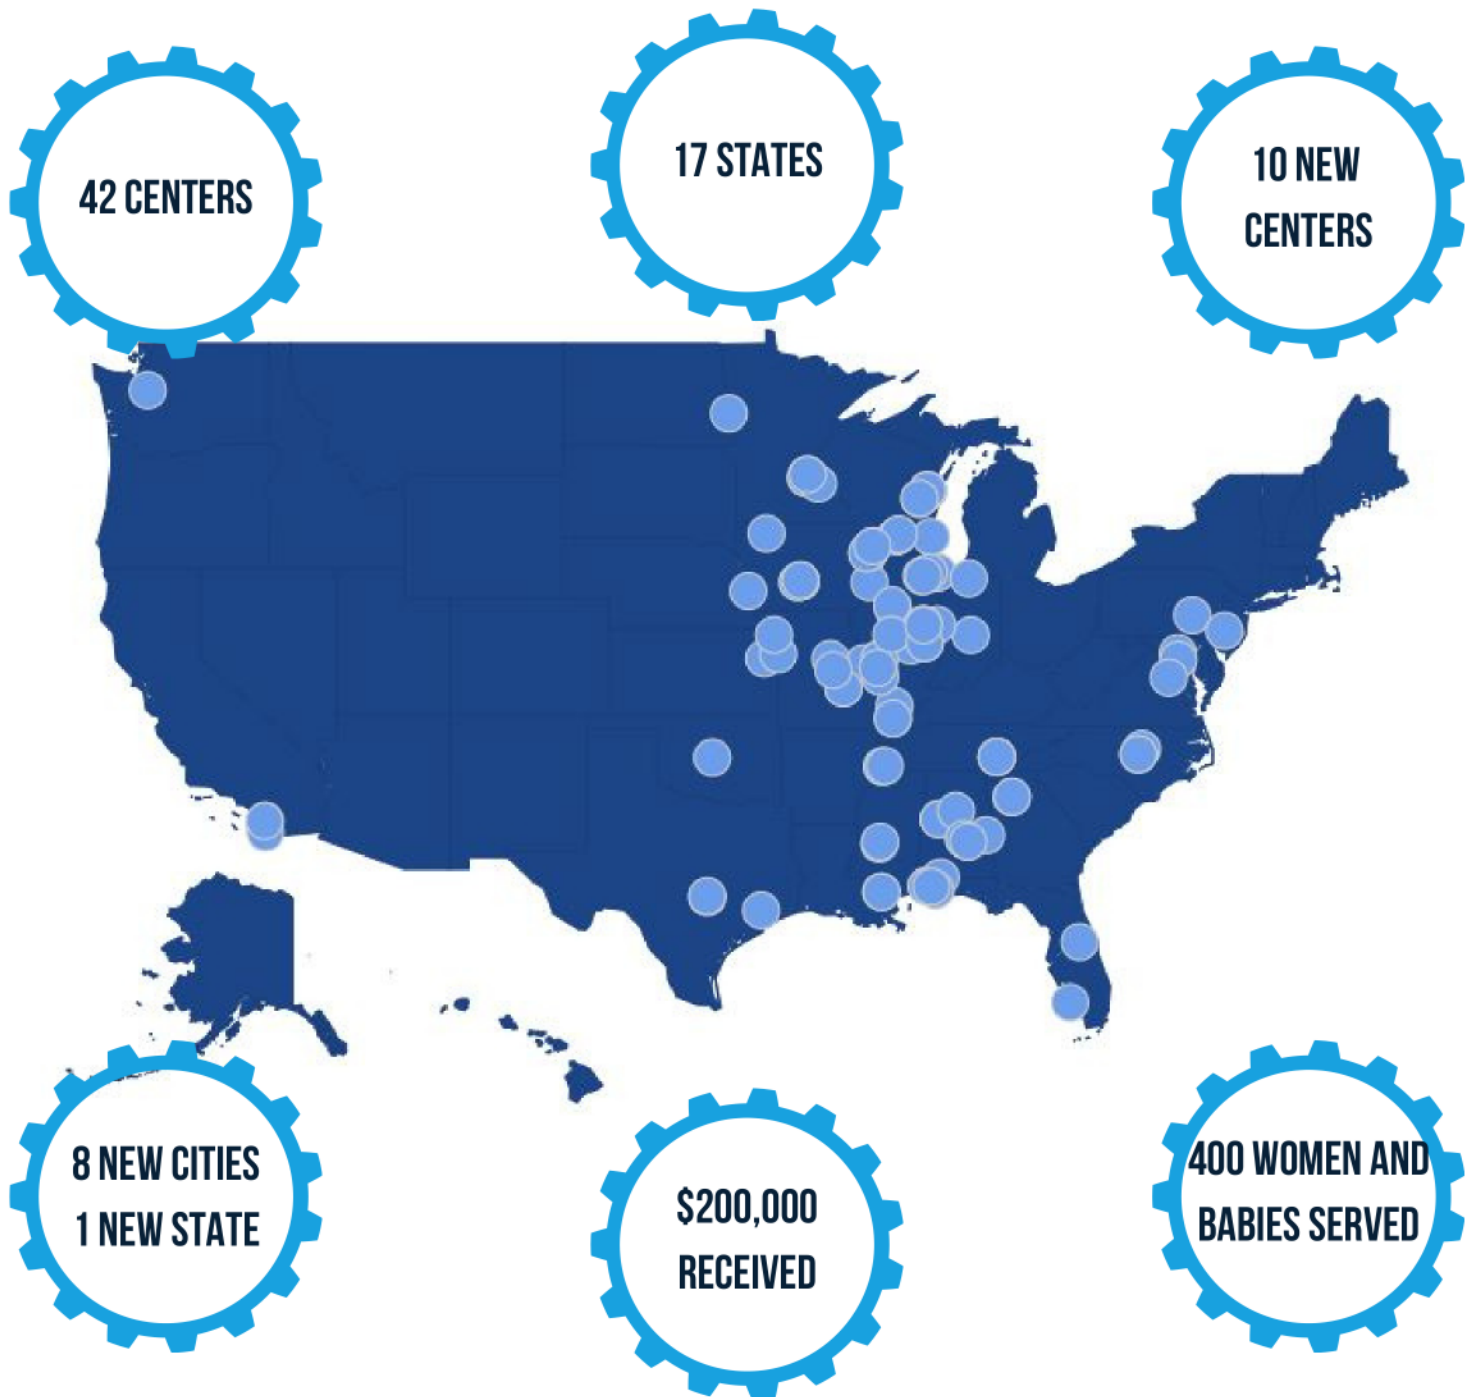 42 CENTERS
17 STATES
10 NEW
CENTERS
8 NEW CITIES
1 NEW STATE
$200,000
RECEIVED
400 WOMEN AND
BABIES SERVED